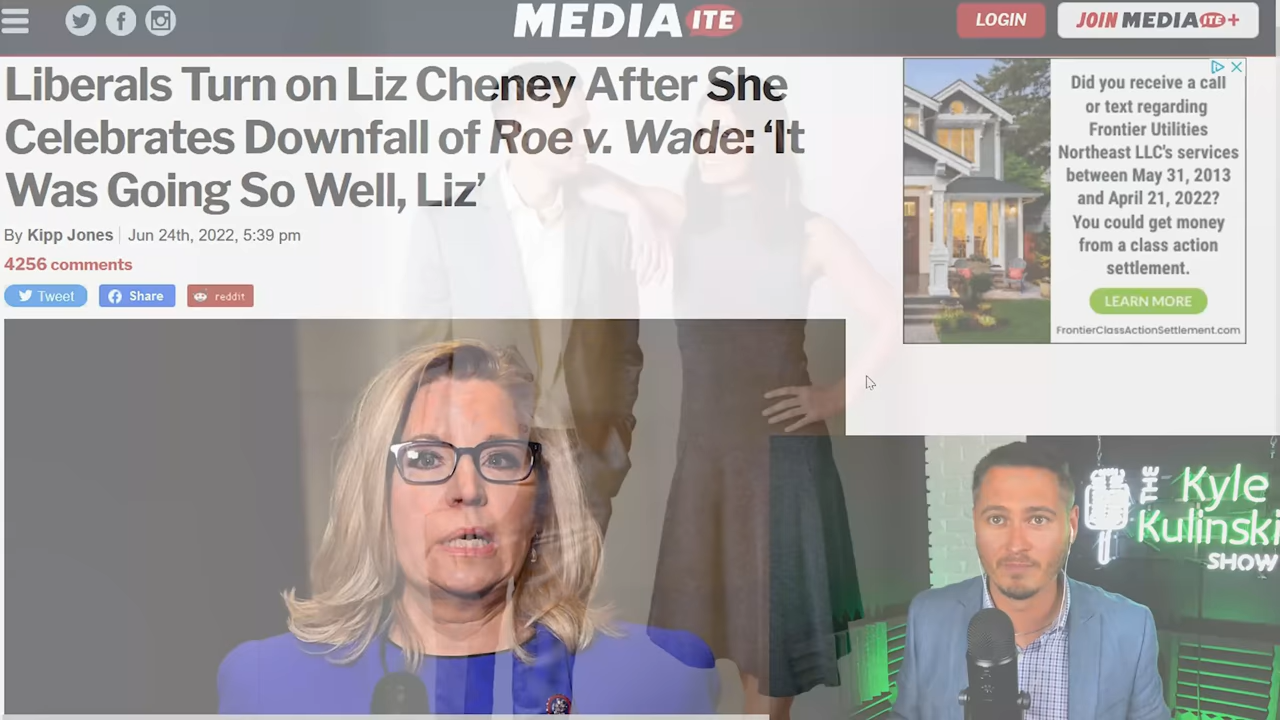 MEDIAITE
LOGIN
JOIN MEDIAITE+
Liberals Turn on Liz Cheney After She
Celebrates Downfall of Roe v. Wade: ‘It
Was Going So Well, Liz’
By Kipp Jones Jun 24th, 2022, 5:39 pm
4256 comments
Tweet
Share
reddit
Did you receive a call
or text regarding
Frontier Utilities
Northeast LLC's services
between May 31, 2013
and April 21, 2022?
You could get money
from a class action
settlement.
LEARN MORE
FrontierClassActionSettlement.com
THE
Kyle
Kulinski
SHOW